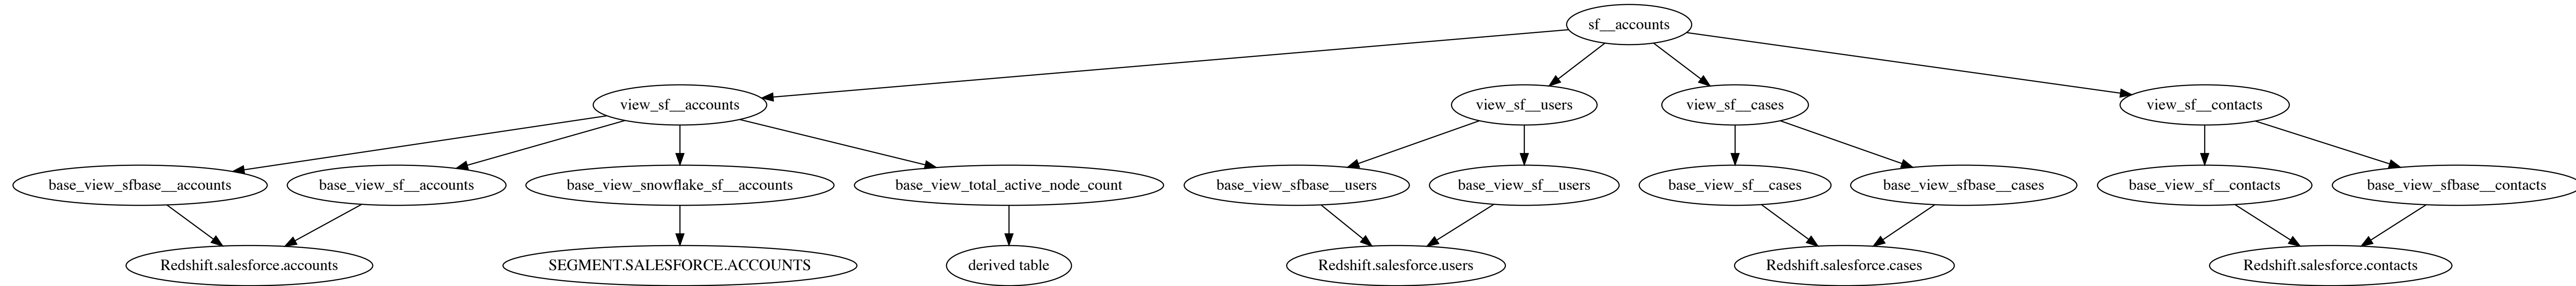 sf__accounts
view_sf__accounts
view_sf__users
view_sf__cases
view_sf__contacts
base_view_sfbase__accounts
base_view_sf__accounts
base_view_snowflake_sf__accounts
base_view_total_active_node_count
base_view_sfbase__users
base_view_sf__users
base_view_sf__cases
base_view_sfbase__cases
base_view_sf__contacts
base_view_sfbase__contacts
Redshift.salesforce.accounts
SEGMENT.SALESFORCE.ACCOUNTS
derived table
Redshift.salesforce.users
Redshift.salesforce.cases
Redshift.salesforce.contacts